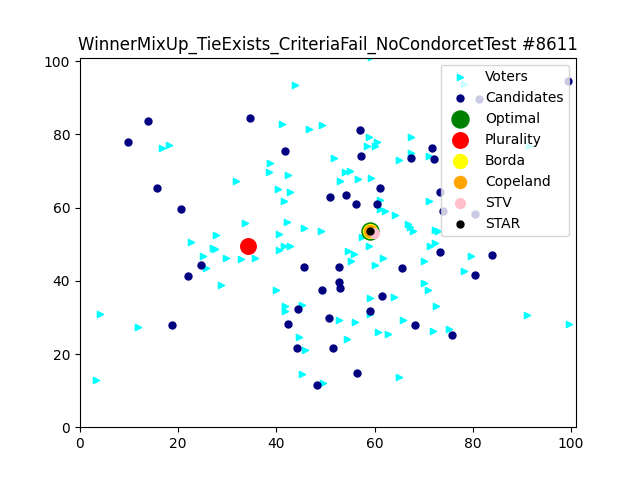 WinnerMixUp_TieExists_CriteriaFail_NoCondorcetTest #8611
100
80
60
40
20
0
0
20
40
60
80
100
Voters
Candidates
Optimal
Plurality
Borda
Copeland
STV
STAR